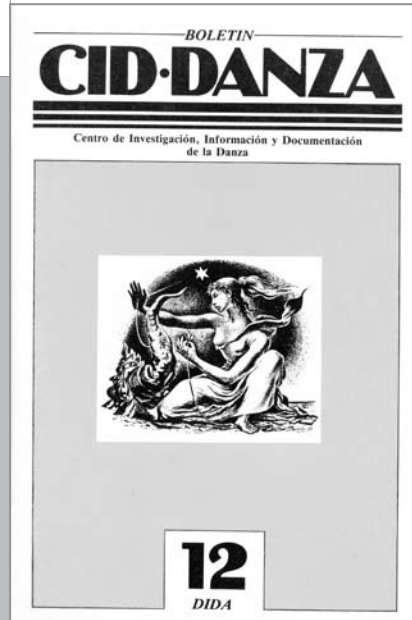 BOLETIN
CID·DANZA
Centro de Investigación, Información y Documentación
de la Danza
12
DIDA